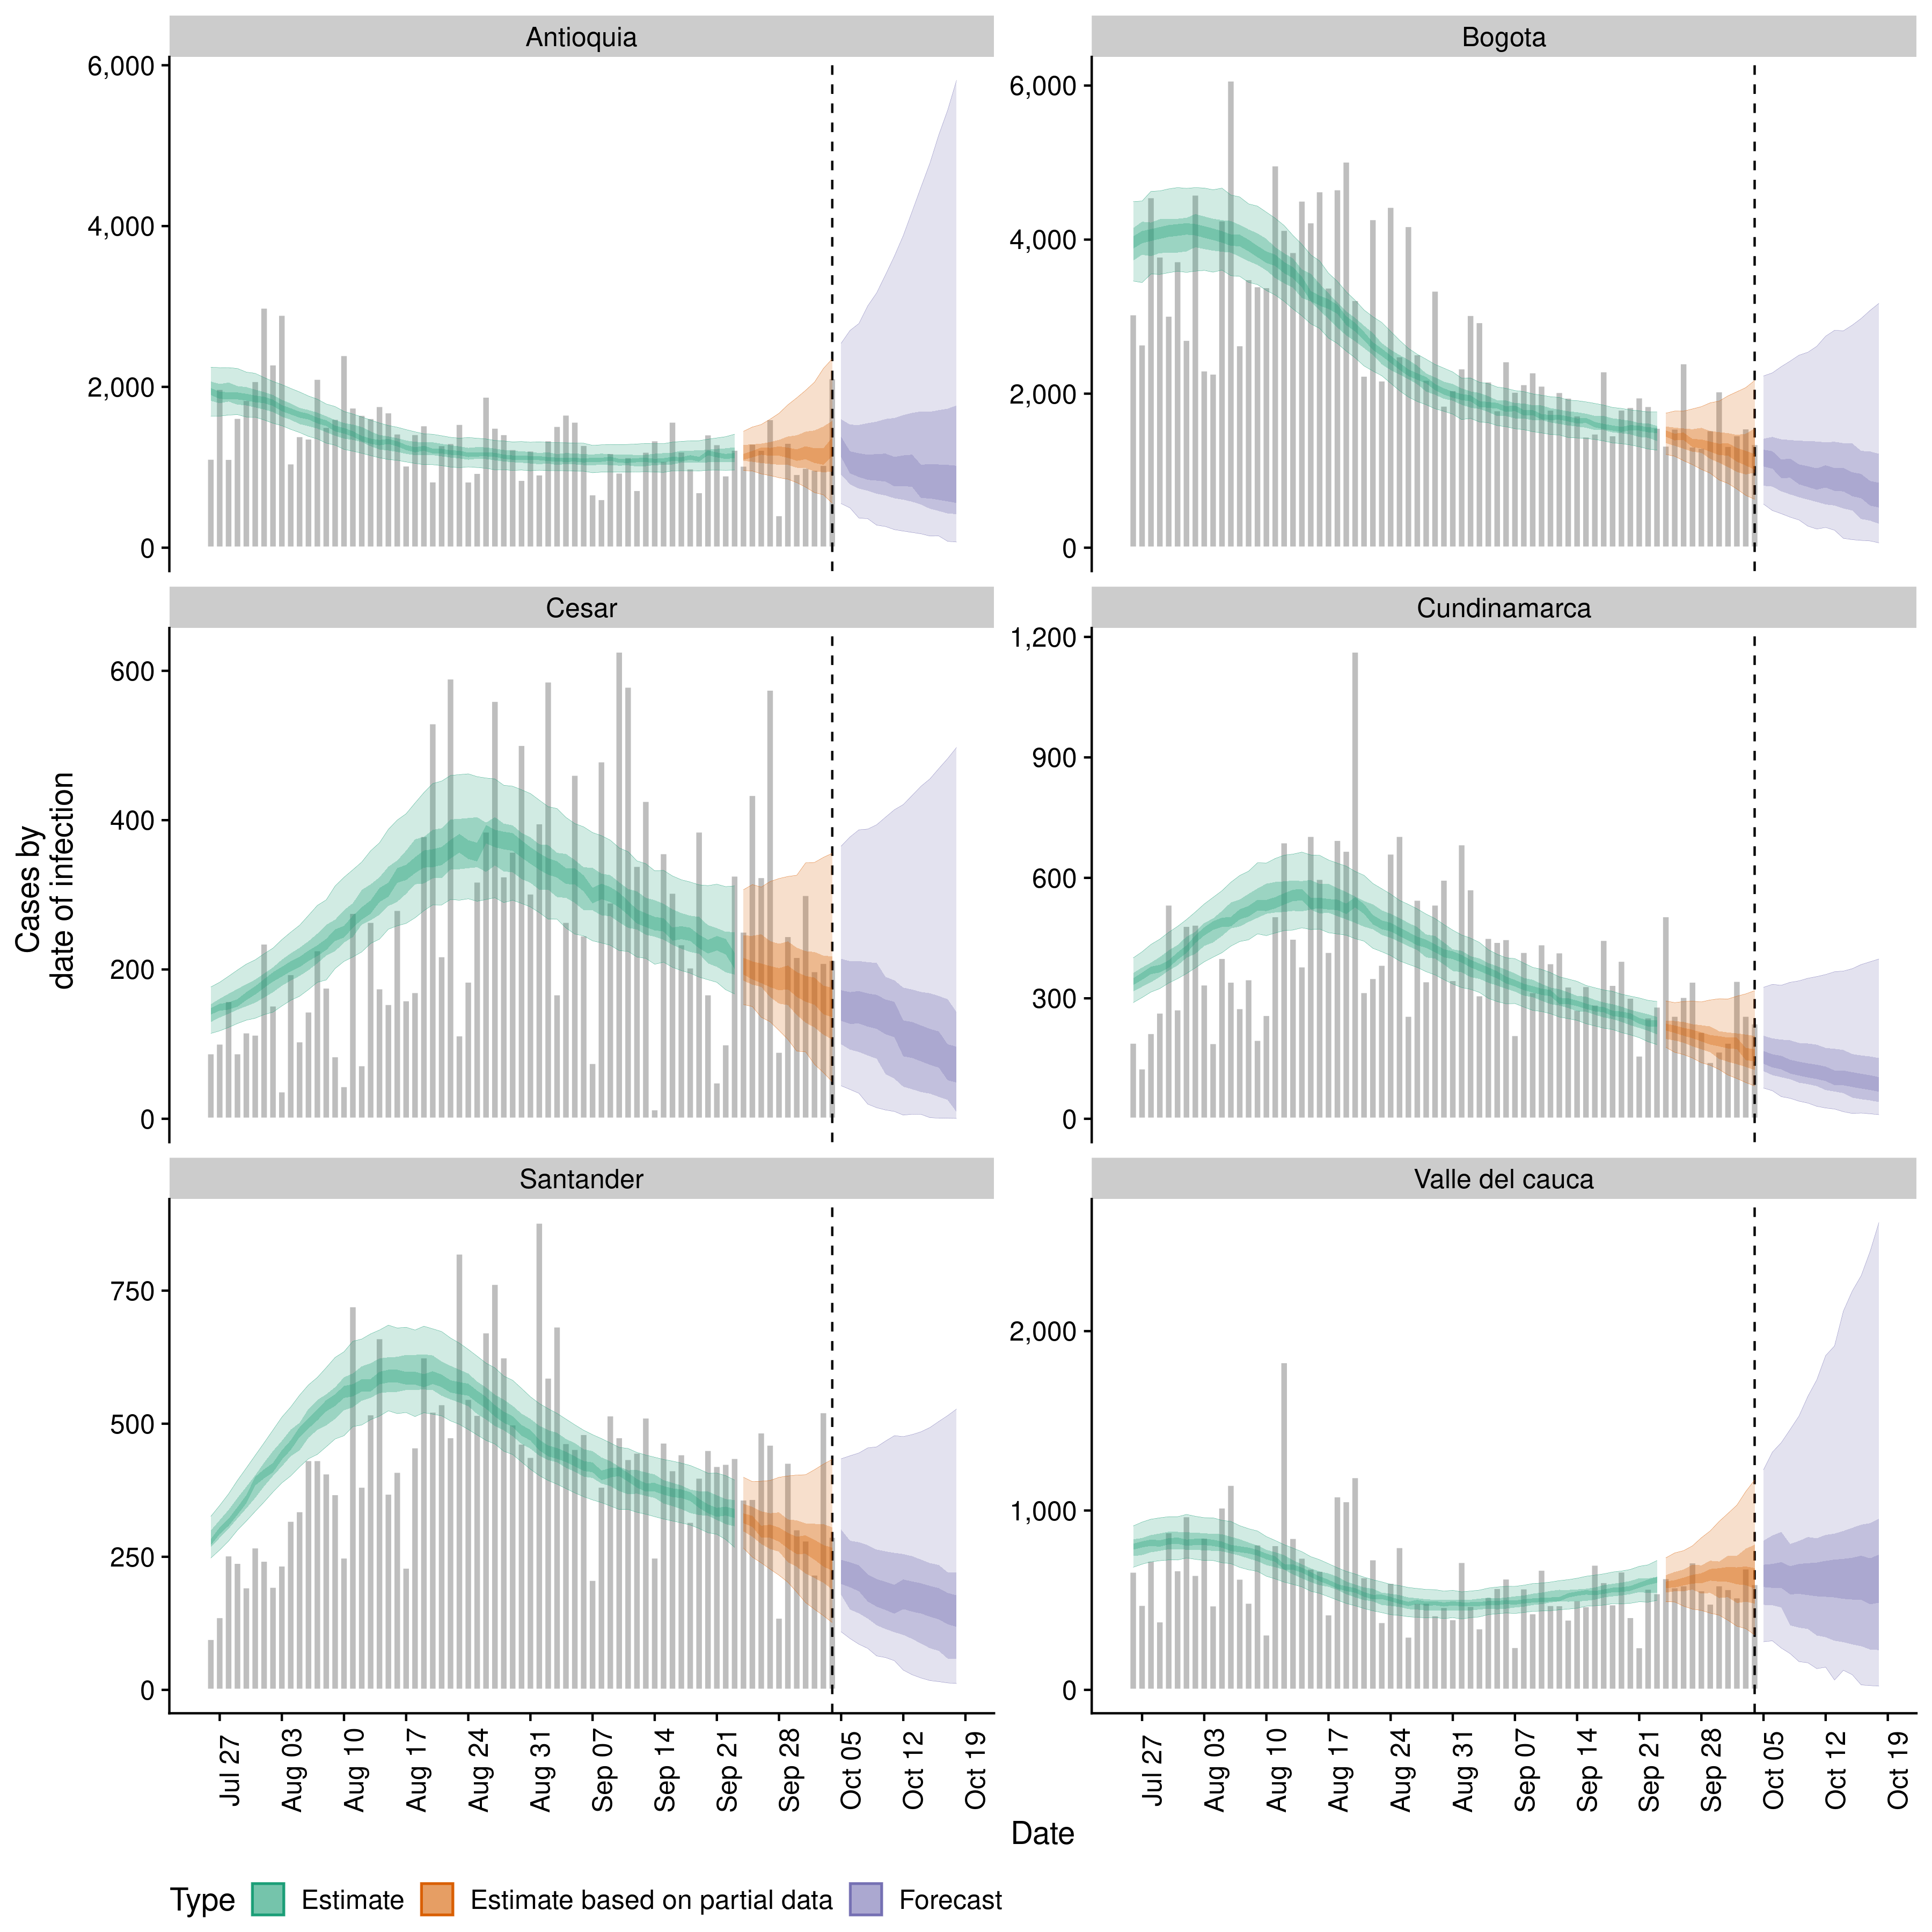 Antioquia
Bogota
6,000
4,000
2,000
0
6,000
4,000
2,000
0
Cesar
Cundinamarca
600
400
200
0
1,200
900
600
300
0
Santander
Valle del cauca
750
500
250
0
2,000
1,000
0
Cases by
date of infection
Jul 27
Aug 03
Aug 10
Aug 17
Aug 24
Aug 31
Sep 07
Sep 14
Sep 21
Sep 28
Oct 05
Oct 12
Oct 19
Jul 27
Aug 03
Aug 10
Aug 17
Aug 24
Aug 31
Sep 07
Sep 14
Sep 21
Sep 28
Oct 05
Oct 12
Oct 19
Date
Type Estimate Estimate based on partial data Forecast